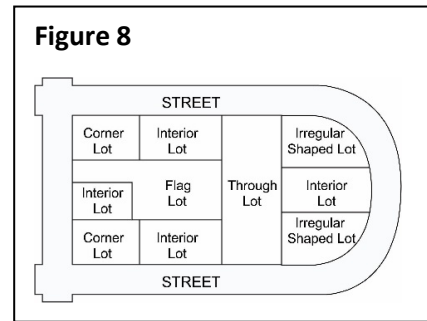 Figure 8
STREET
Corner
Lot
Interior
Lot
Irregular
Shaped Lot
Interior
Lot
Flag
Lot
Through
Lot
Interior
Lot
Corner
Lot
Interior
Lot
Irregular
Shaped Lot
STREET